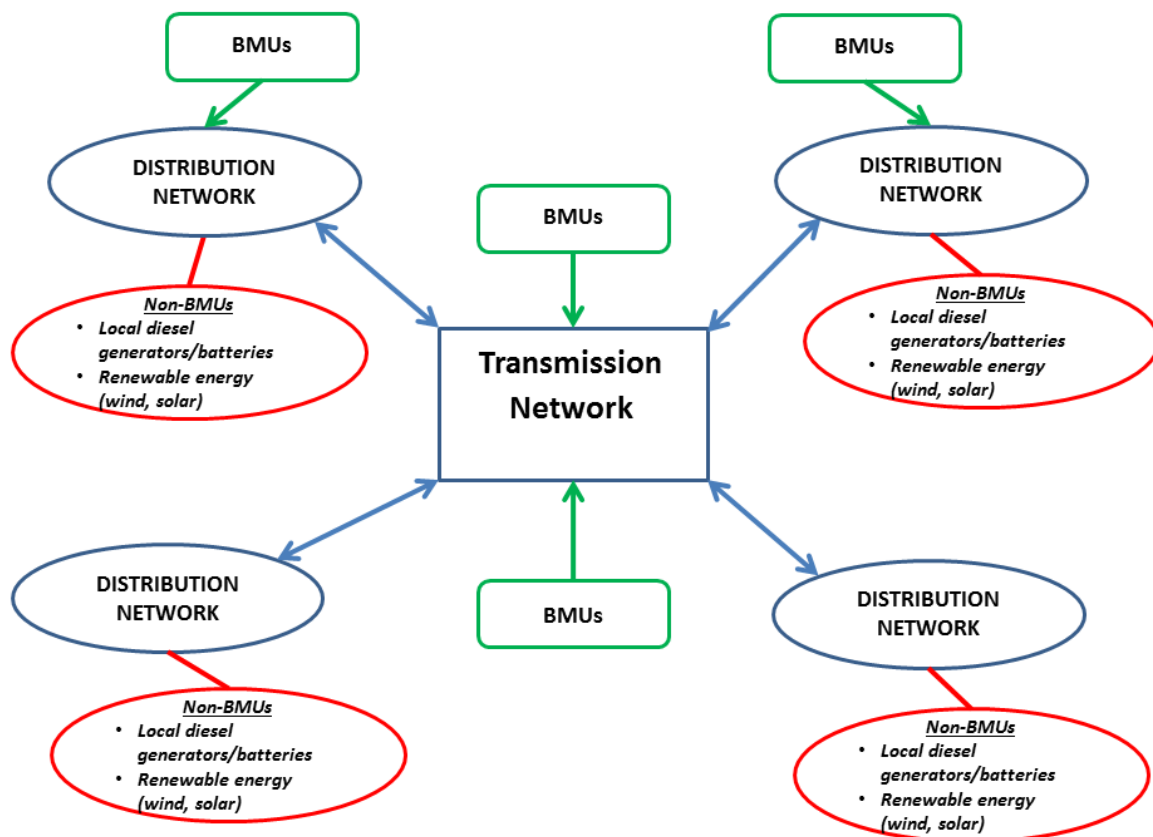 BMUs
BMUs
DISTRIBUTION
NETWORK
DISTRIBUTION
NETWORK
BMUs
Non-BMUs
• Local diesel
generators/batteries
• Renewable energy
(wind, solar)
Non-BMUs
• Local diesel
generators/batteries
• Renewable energy
(wind, solar)
Transmission
Network
DISTRIBUTION
NETWORK
DISTRIBUTION
NETWORK
BMUs
Non-BMUs
• Local diesel
generators/batteries
• Renewable energy
(wind, solar)
Non-BMUs
• Local diesel
generators/batteries
• Renewable energy
(wind, solar)